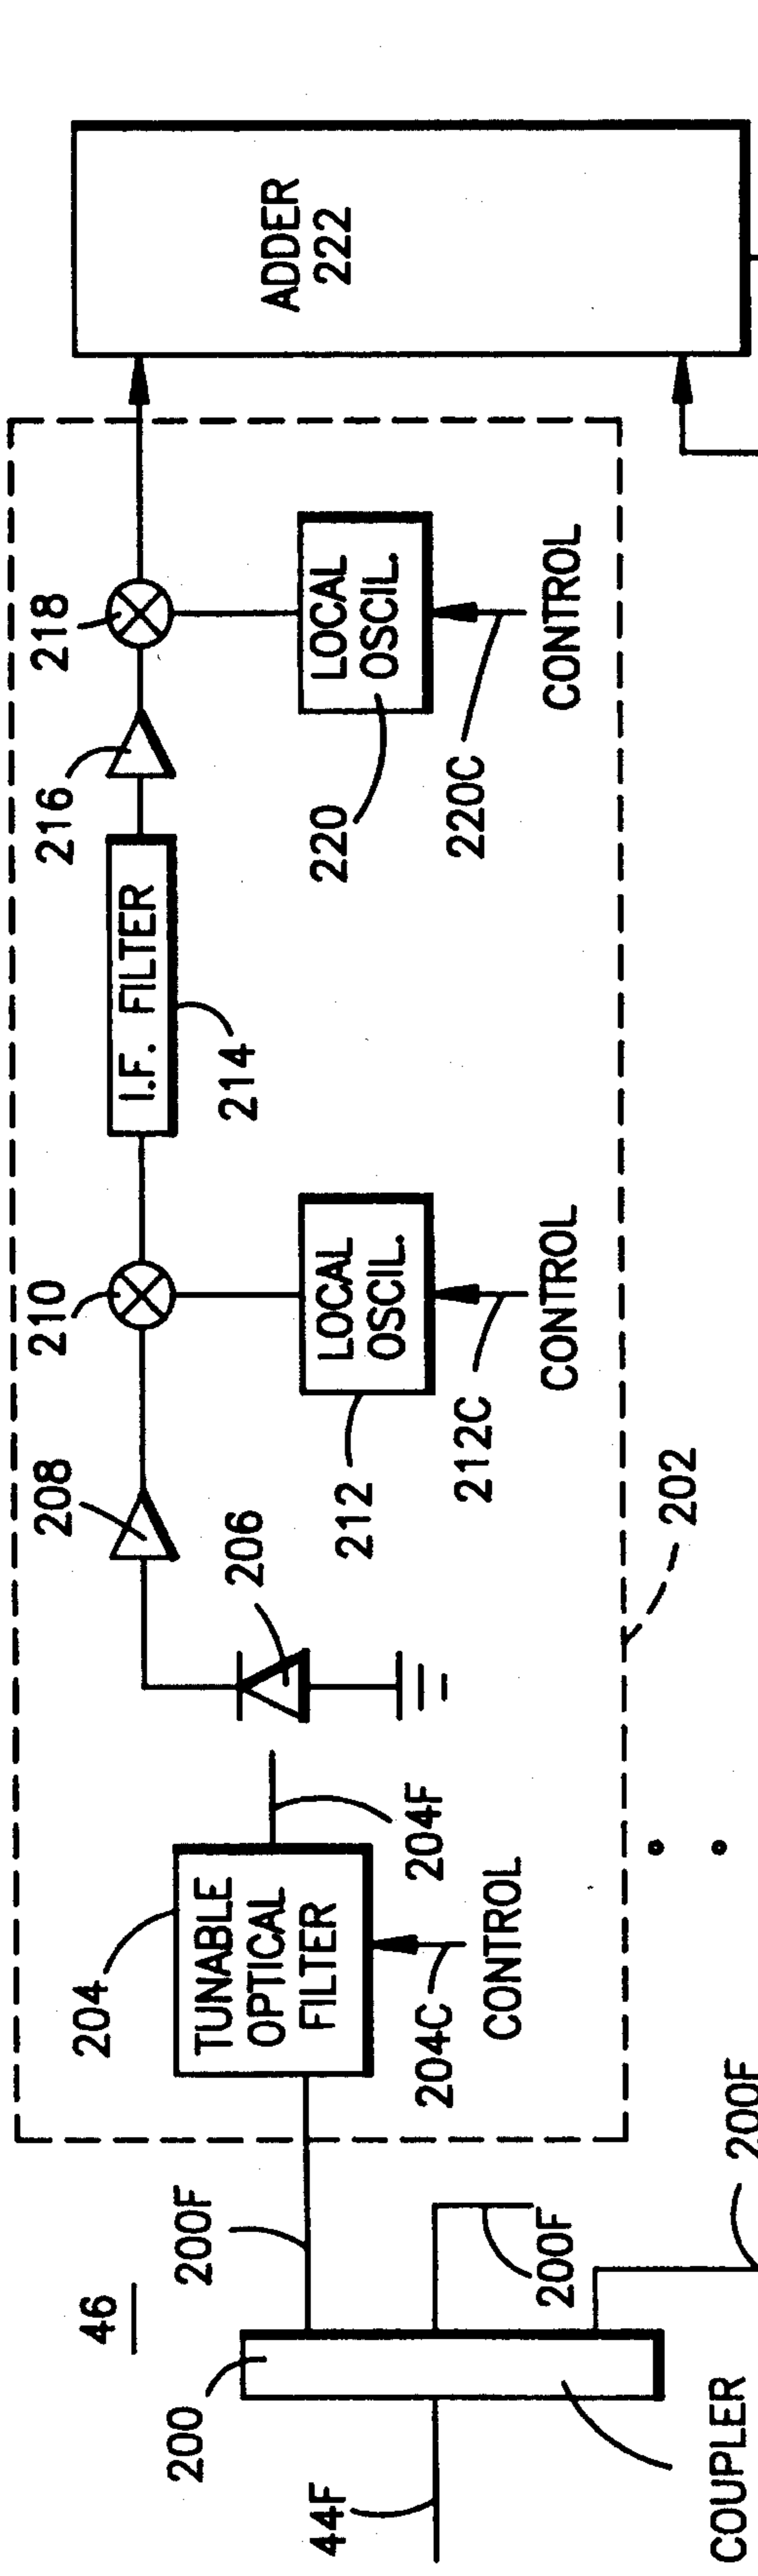 46
44F
200
COUPLER
200F
200F
200F
202
204
TUNABLE
OPTICAL
FILTER
204F
204C
CONTROL
206
208
210
LOCAL
OSCIL.
212
212C
CONTROL
I.F. FILTER
214
216
218
LOCAL
OSCIL.
220
220C
CONTROL
ADDER
222